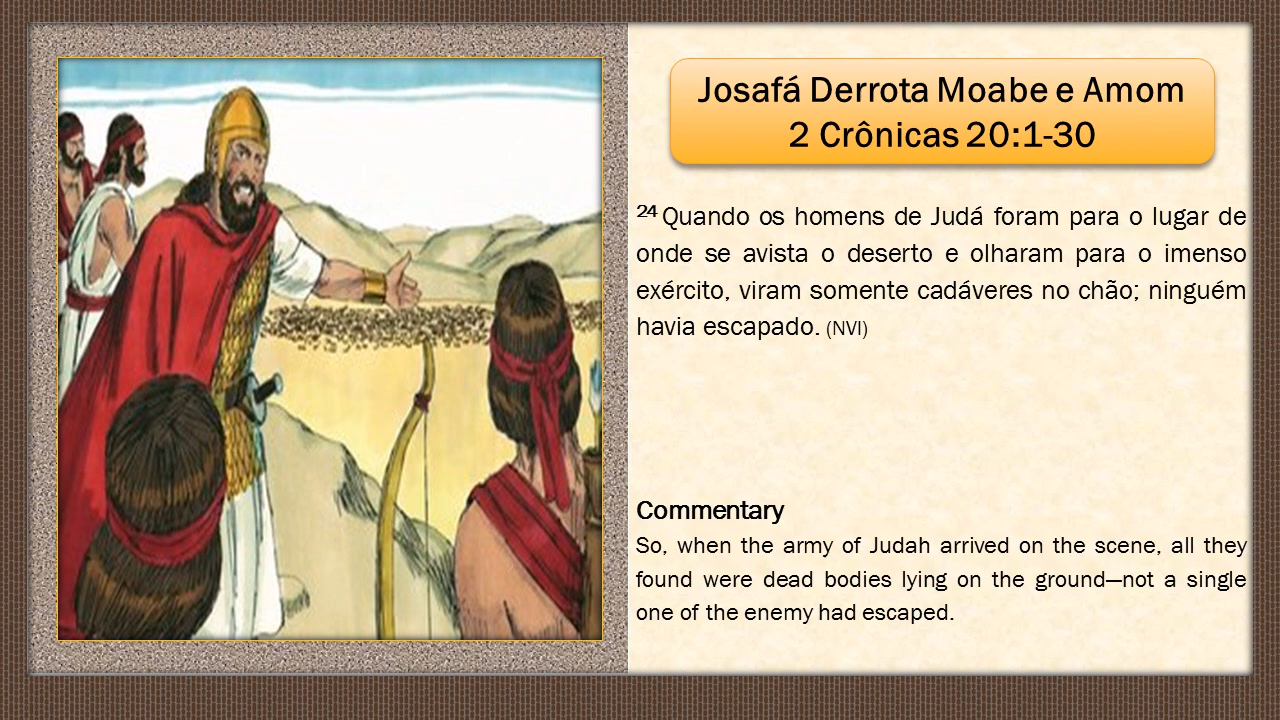 Josafá Derrota Moabe e Amom
2 Crônicas 20:1-30
24 Quando os homens de Judá foram para o lugar de
onde se avista o deserto e olharam para o imenso
exército, viram somente cadáveres no chão; ninguém
havia escapado. (NVI)
Commentary
So, when the army of Judah arrived on the scene, all they
found were dead bodies lying on the ground—not a single
one of the enemy had escaped.